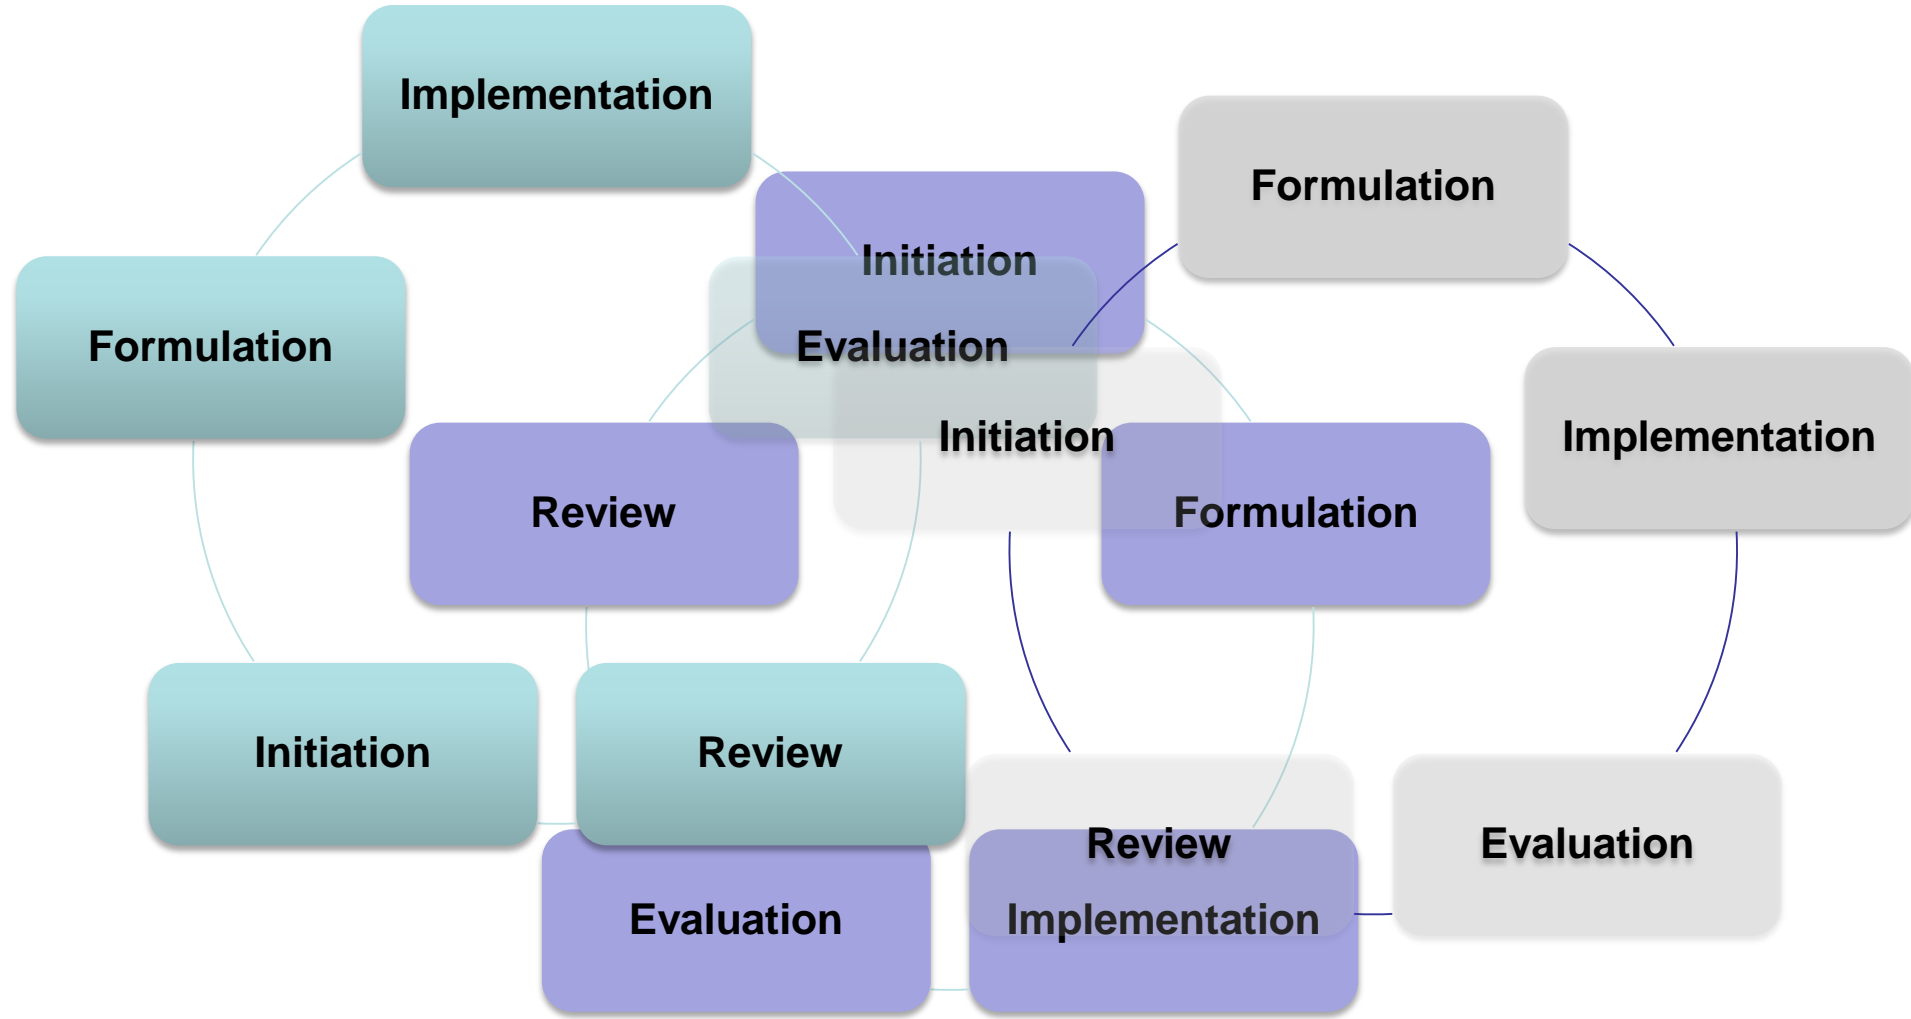 Implementation
Formulation
Initiation
Formulation
Evaluation
Initiation
Implementation
Review
Formulation
Initiation
Review
Review
Evaluation
Evaluation
Implementation